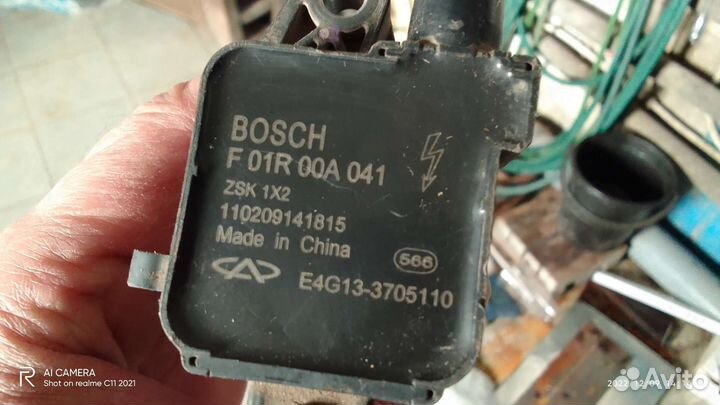 BOSCH
F 01R 00A 041
ZSK 1X2
110209141815
Made in China
566
E4G13-3705110
R
AI CAMERA
Shot on realme C11 2021
Avito